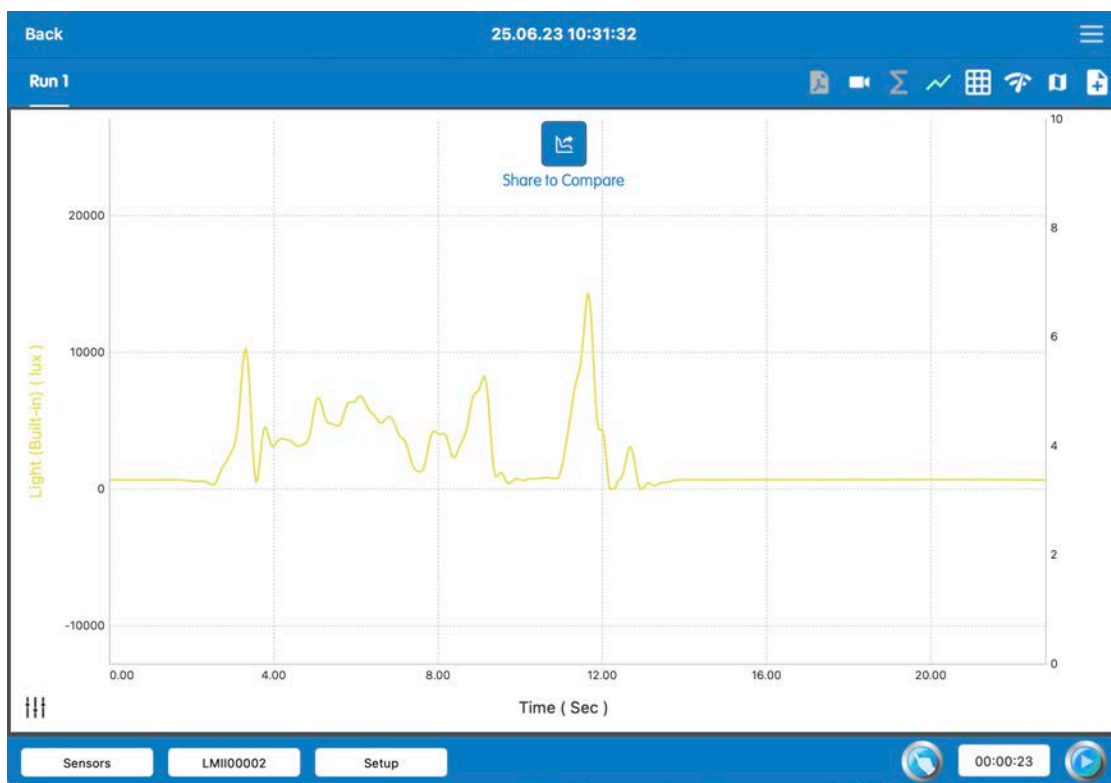 Back
25.06.23 10:31:32
Run 1
Share to Compare
10
20000
8
6
10000
4
0
2
-10000
0
Light (Built-in) ( lux )
0.00 4.00 8.00 12.00 16.00 20.00
Time ( Sec )
Sensors
LMII00002
Setup
00:00:23